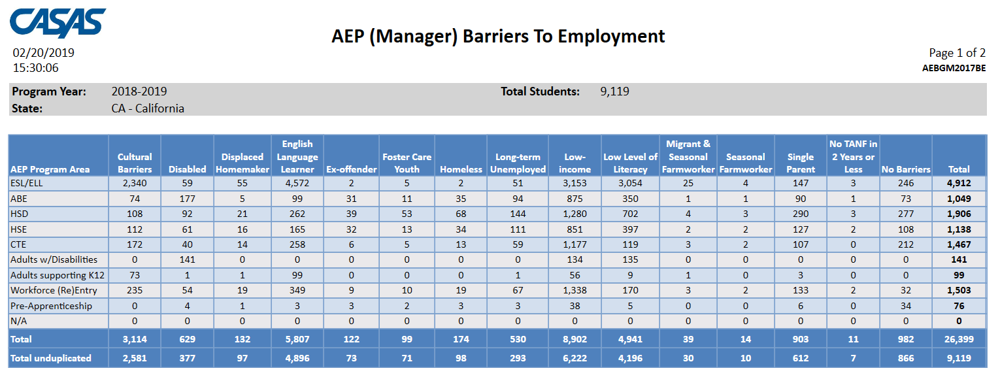 CASAS
AEP (Manager) Barriers To Employment
02/20/2019
15:30:06
Page 1 of 2
AEBGM2017BE
Program Year: 2018-2019 Total Students: 9,119
State: CA - California
AEP Program Area Cultural Barriers Disabled Displaced Homemaker English Language Learner Ex-offender Foster Care Youth Homeless Long-term Unemployed Low-income Low Level of Literacy Migrant & Seasonal Farmworker Seasonal Farmworker Single Parent No TANF in 2 Years or Less No Barriers Total
ESL/ELL 2,340 59 55 4,572 2 5 2 51 3,153 3,054 25 4 147 3 246 4,912
ABE 74 177 5 99 31 11 35 94 875 350 1 1 90 1 73 1,049
HSD 108 92 21 262 39 53 68 144 1,280 702 4 3 290 3 277 1,906
HSE 112 61 16 165 32 13 34 111 851 397 2 2 127 2 108 1,138
CTE 172 40 14 258 6 5 13 59 1,177 119 3 2 107 0 212 1,467
Adults w/Disabilities 0 141 0 0 0 0 0 0 134 135 0 0 0 0 0 141
Adults supporting K12 73 1 1 99 0 0 0 1 56 9 1 0 3 0 0 99
Workforce (Re)Entry 235 54 19 349 9 10 19 67 1,338 170 3 2 133 2 32 1,503
Pre-Apprenticeship 0 4 1 3 3 2 3 3 38 5 0 0 6 0 34 76
N/A 0 0 0 0 0 0 0 0 0 0 0 0 0 0 0 0
Total 3,114 629 132 5,807 122 99 174 530 8,902 4,941 39 14 903 11 982 26,399
Total unduplicated 2,581 377 97 4,896 73 71 98 293 6,222 4,196 30 10 612 7 866 9,119